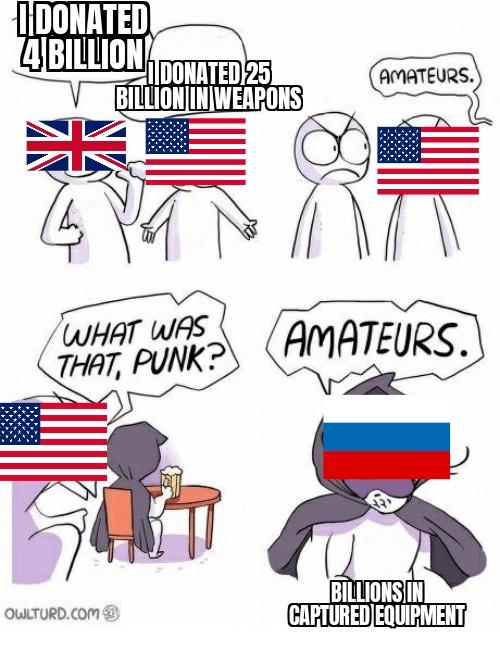 I DONATED
4 BILLION
I DONATED 25
BILLION IN WEAPONS
AMATEURS.
WHAT WAS
THAT, PUNK?
AMATEURS.
BILLIONS IN
CAPTURED EQUIPMENT
OWLTURD.COM